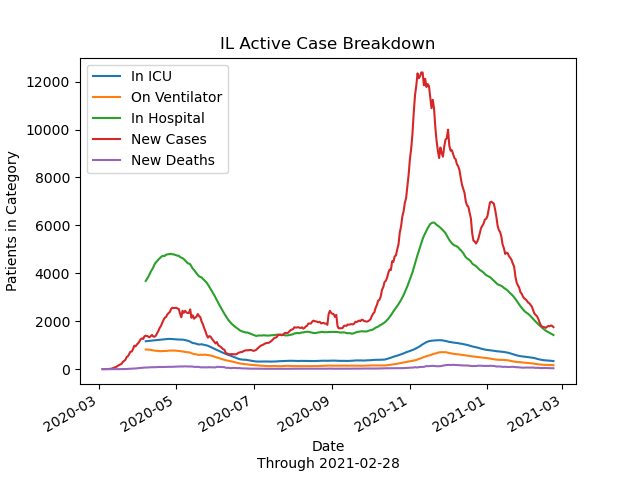 IL Active Case Breakdown
In ICU
On Ventilator
In Hospital
New Cases
New Deaths
Patients in Category
12000
10000
8000
6000
4000
2000
0
2020-03
2020-05
2020-07
2020-09
2020-11
2021-01
2021-03
Date
Through 2021-02-28